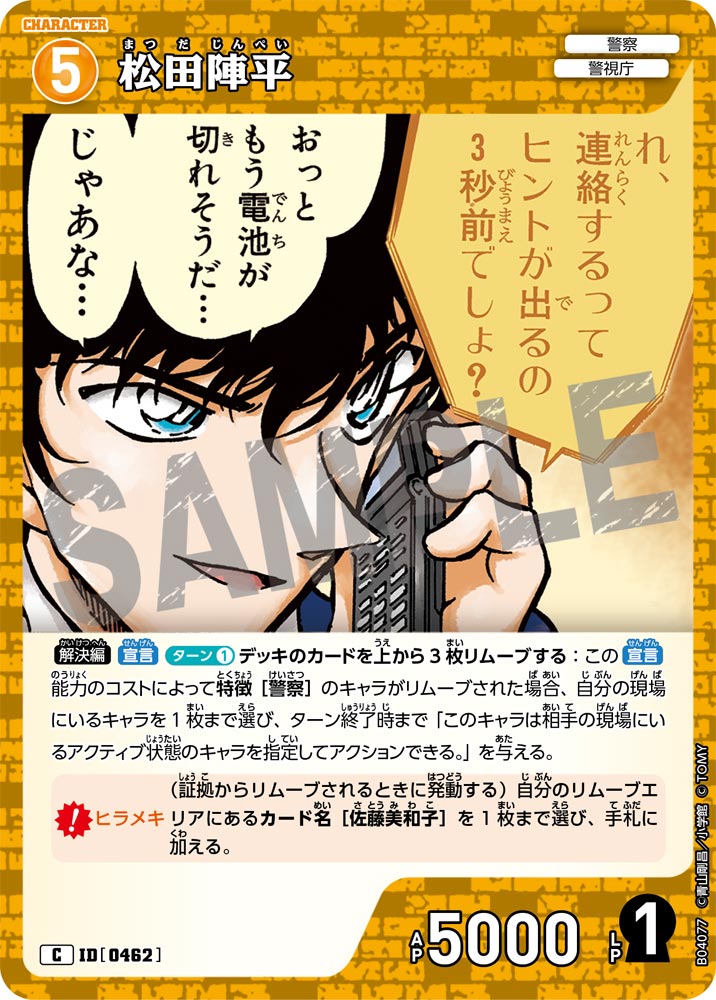 CHARACTER
5
まつだじんぺい
松田陣平
警察
警視庁
れ、
連絡するって
ヒントが出るの
3秒前でしょ?
おっと
もう電池が
切れそうだ…
じゃあな…
SAMPLE
解決編 宣言 ターン1 デッキのカードを上から3枚リムーブする:この宣言
能力のコストによって特徴[警察]のキャラがリムーブされた場合、自分の現場
にいるキャラを1枚まで選び、ターン終了時まで「このキャラは相手の現場にい
るアクティブ状態のキャラを指定してアクションできる。」を与える。
ヒラメキ (証拠からリムーブされるときに発動する)自分のリムーブエ
リアにあるカード名[佐藤美和子]を1枚まで選び、手札に
加える。
C ID[0462]
AP 5000
LP 1
B04077 ©青山剛昌/小学館 ©TOMY